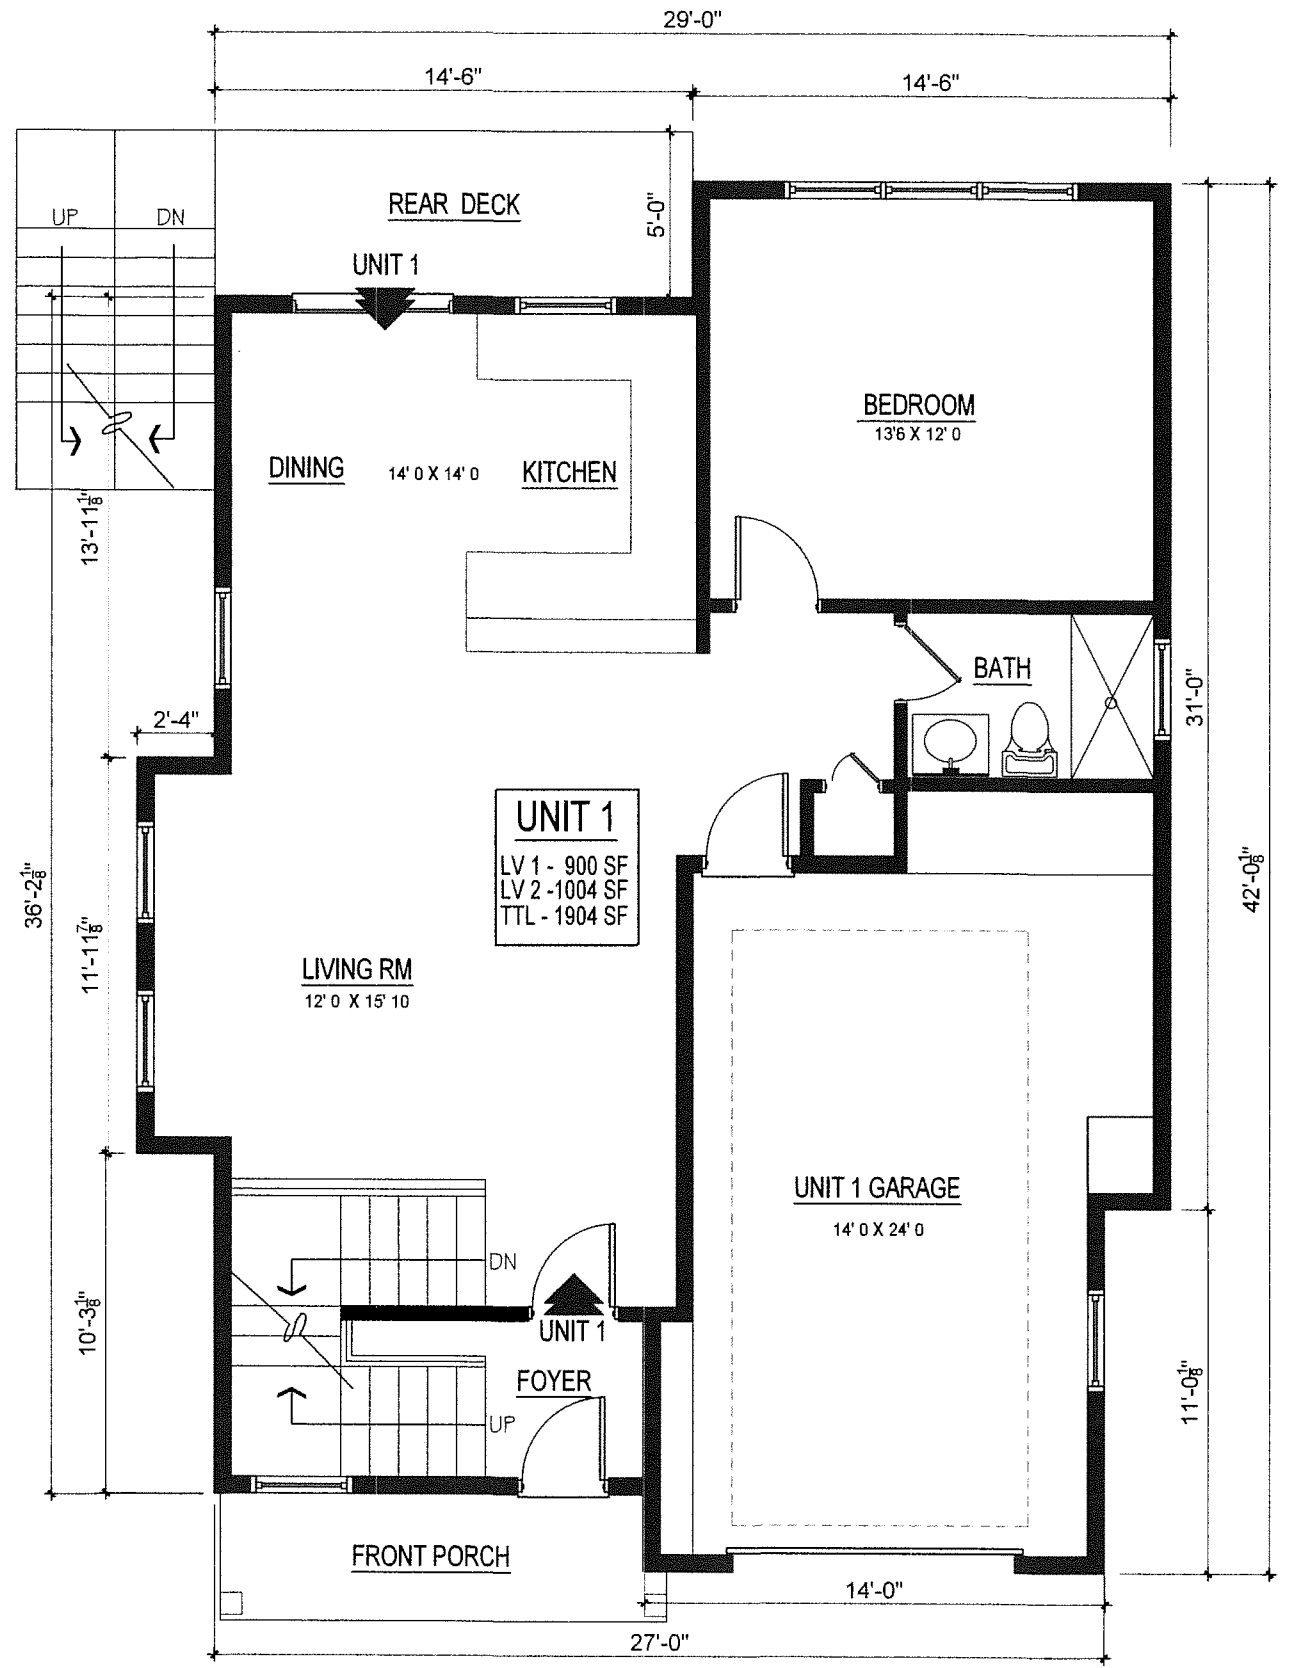 29'-0"
14'-6"
14'-6"
REAR DECK
5'-0"
UP
DN
UNIT 1
BEDROOM
13'6 X 12' 0
DINING
14' 0 X 14' 0
KITCHEN
13'-11 1/8"
BATH
31'-0"
2'-4"
UNIT 1
LV 1 - 900 SF
LV 2 -1004 SF
TTL - 1904 SF
36'-2 1/8"
42'-0 1/8"
11'-11 7/8"
LIVING RM
12' 0 X 15' 10
UNIT 1 GARAGE
14' 0 X 24' 0
DN
10'-3 1/8"
UNIT 1
FOYER
11'-0 1/8"
UP
FRONT PORCH
14'-0"
27'-0"